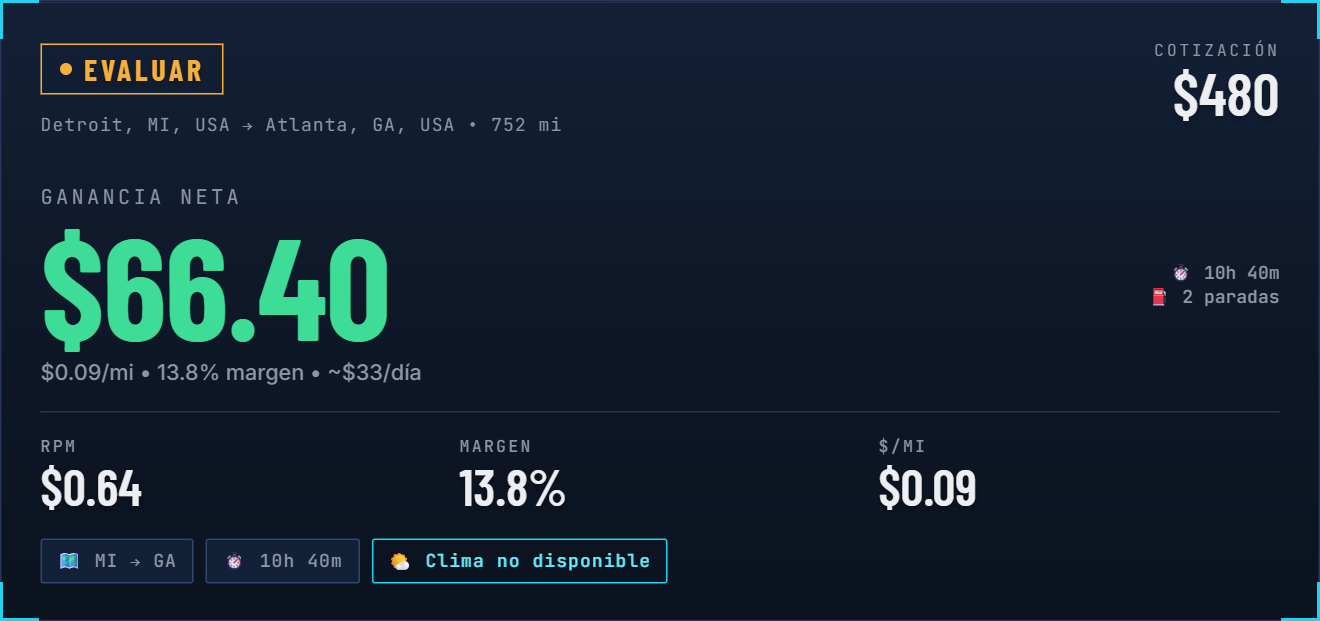 EVALUAR
COTIZACIÓN
$480
Detroit, MI, USA → Atlanta, GA, USA • 752 mi
GANANCIA NETA
$66.40
10h 40m
2 paradas
$0.09/mi • 13.8% margen • ~$33/día
RPM
$0.64
MARGEN
13.8%
$/MI
$0.09
MI → GA
10h 40m
Clima no disponible